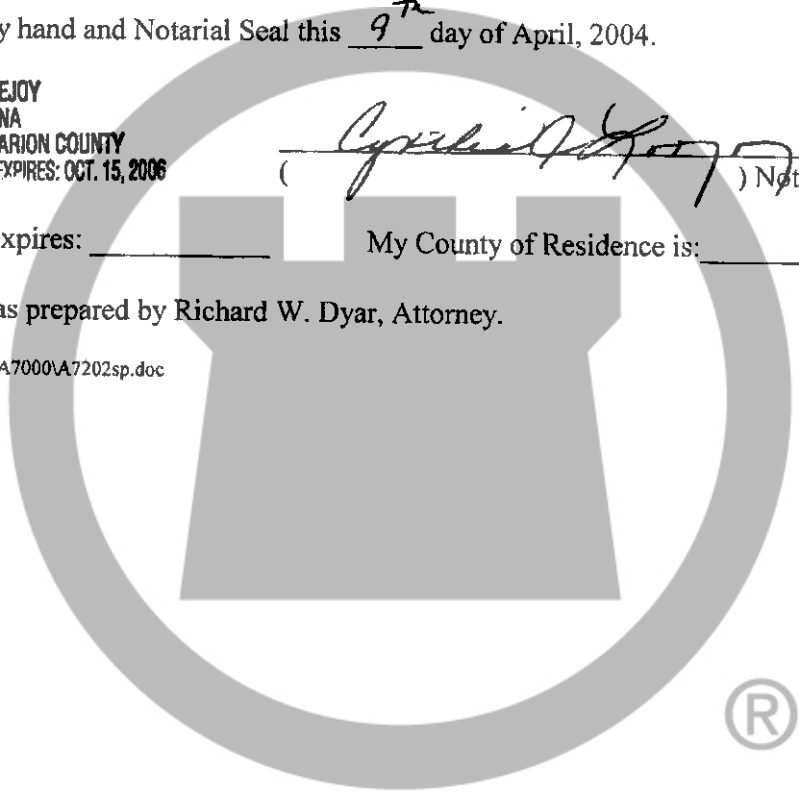 y hand and Notarial Seal this 9th day of April, 2004.
EJOY
NA
ARION COUNTY
EXPIRES: OCT. 15, 2006
( ) Not
xpires: My County of Residence is:
as prepared by Richard W. Dyar, Attorney.
A7000\A7202sp.doc
®